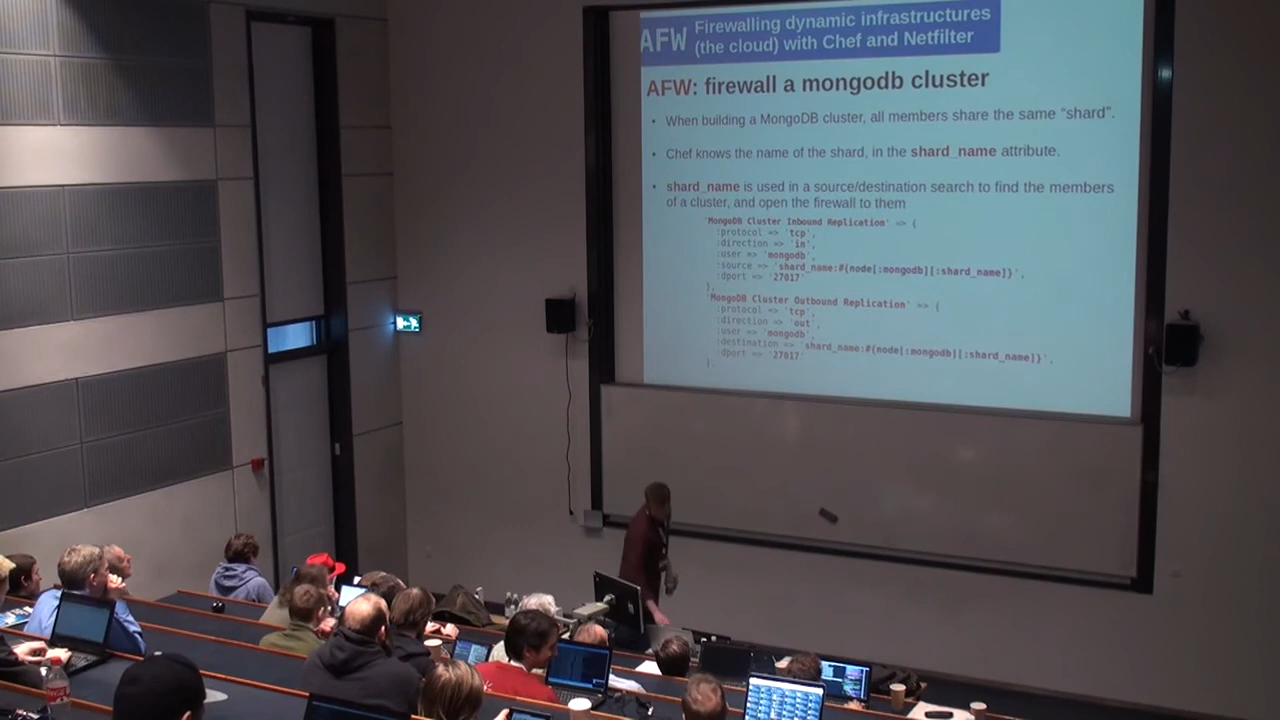 AFW
Firewalling dynamic infrastructures
(the cloud) with Chef and Netfilter
AFW: firewall a mongodb cluster
• When building a MongoDB cluster, all members share the same “shard”.
• Chef knows the name of the shard, in the shard_name attribute.
• shard_name is used in a source/destination search to find the members
of a cluster, and open the firewall to them
'MongoDB Cluster Inbound Replication' => {
:protocol => 'tcp',
:direction => 'in',
:user => 'mongodb',
:source => 'shard_name:#{node[:mongodb][:shard_name]}',
:dport => '27017'
},
'MongoDB Cluster Outbound Replication' => {
:protocol => 'tcp',
:direction => 'out',
:user => 'mongodb',
:destination => 'shard_name:#{node[:mongodb][:shard_name]}',
:dport => '27017'
},